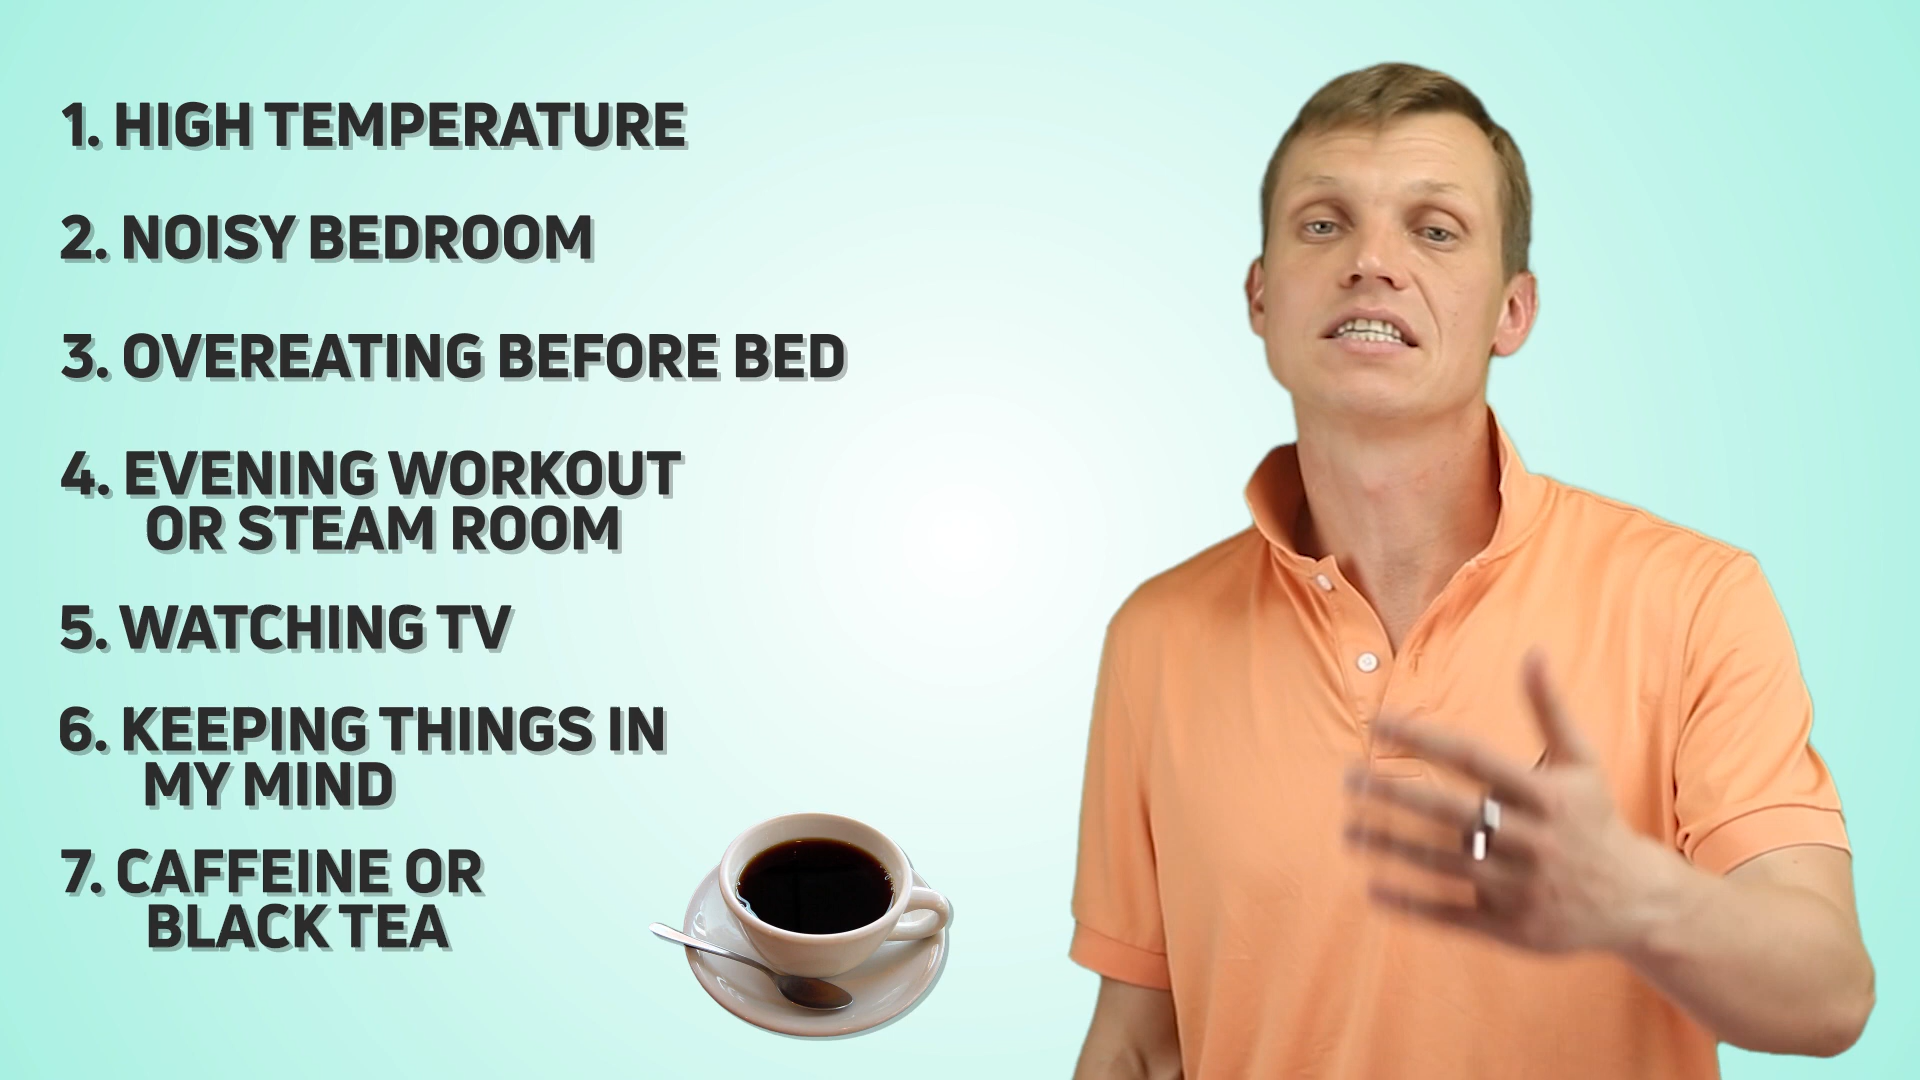 1. HIGH TEMPERATURE
2. NOISY BEDROOM
3. OVEREATING BEFORE BED
4. EVENING WORKOUT
OR STEAM ROOM
5. WATCHING TV
6. KEEPING THINGS IN
MY MIND
7. CAFFEINE OR
BLACK TEA